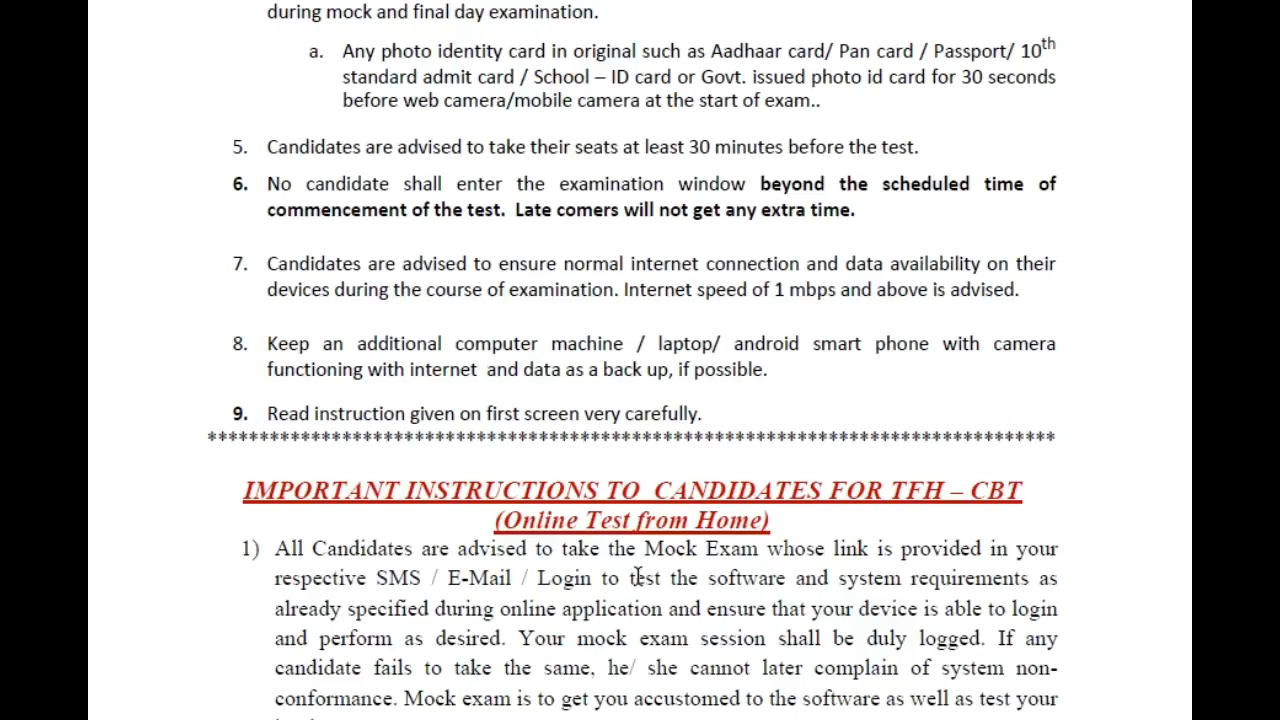 during mock and final day examination.
a. Any photo identity card in original such as Aadhaar card/ Pan card / Passport/ 10th
standard admit card / School – ID card or Govt. issued photo id card for 30 seconds
before web camera/mobile camera at the start of exam..
5. Candidates are advised to take their seats at least 30 minutes before the test.
6. No candidate shall enter the examination window beyond the scheduled time of
commencement of the test. Late comers will not get any extra time.
7. Candidates are advised to ensure normal internet connection and data availability on their
devices during the course of examination. Internet speed of 1 mbps and above is advised.
8. Keep an additional computer machine / laptop/ android smart phone with camera
functioning with internet and data as a back up, if possible.
9. Read instruction given on first screen very carefully.
**********************************************************************************
IMPORTANT INSTRUCTIONS TO CANDIDATES FOR TFH – CBT
(Online Test from Home)
1) All Candidates are advised to take the Mock Exam whose link is provided in your
respective SMS / E-Mail / Login to test the software and system requirements as
already specified during online application and ensure that your device is able to login
and perform as desired. Your mock exam session shall be duly logged. If any
candidate fails to take the same, he/ she cannot later complain of system non-
conformance. Mock exam is to get you accustomed to the software as well as test your